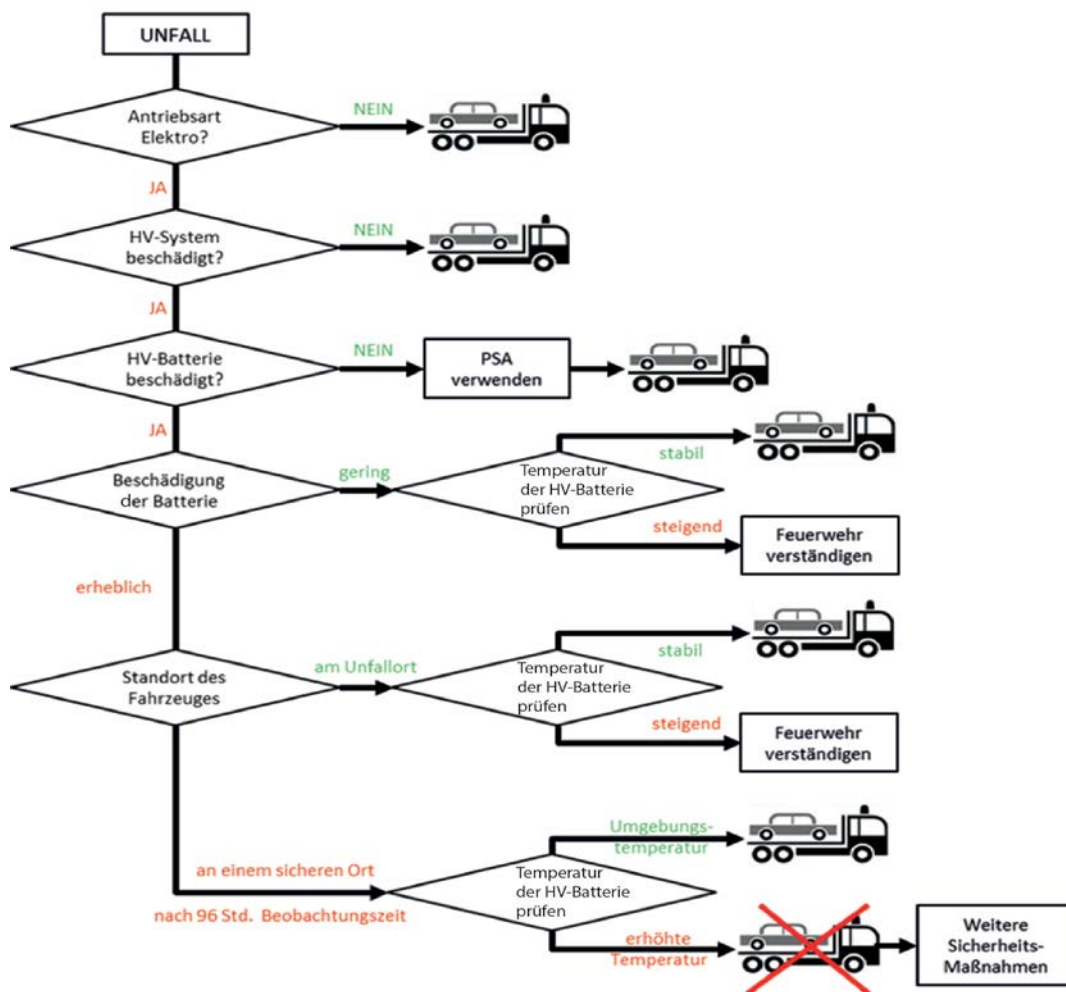 UNFALL
Antriebsart
Elektro?
NEIN
JA
HV-System
beschädigt?
NEIN
JA
HV-Batterie
beschädigt?
NEIN
PSA
verwenden
JA
Beschädigung
der Batterie
gering
Temperatur
der HV-Batterie
prüfen
stabil
steigend
Feuerwehr
verständigen
erheblich
Standort des
Fahrzeuges
am Unfallort
Temperatur
der HV-Batterie
prüfen
stabil
steigend
Feuerwehr
verständigen
an einem sicheren Ort
nach 96 Std. Beobachtungszeit
Temperatur
der HV-Batterie
prüfen
Umgebungs-
temperatur
erhöhte
Temperatur
Weitere
Sicherheits-
Maßnahmen